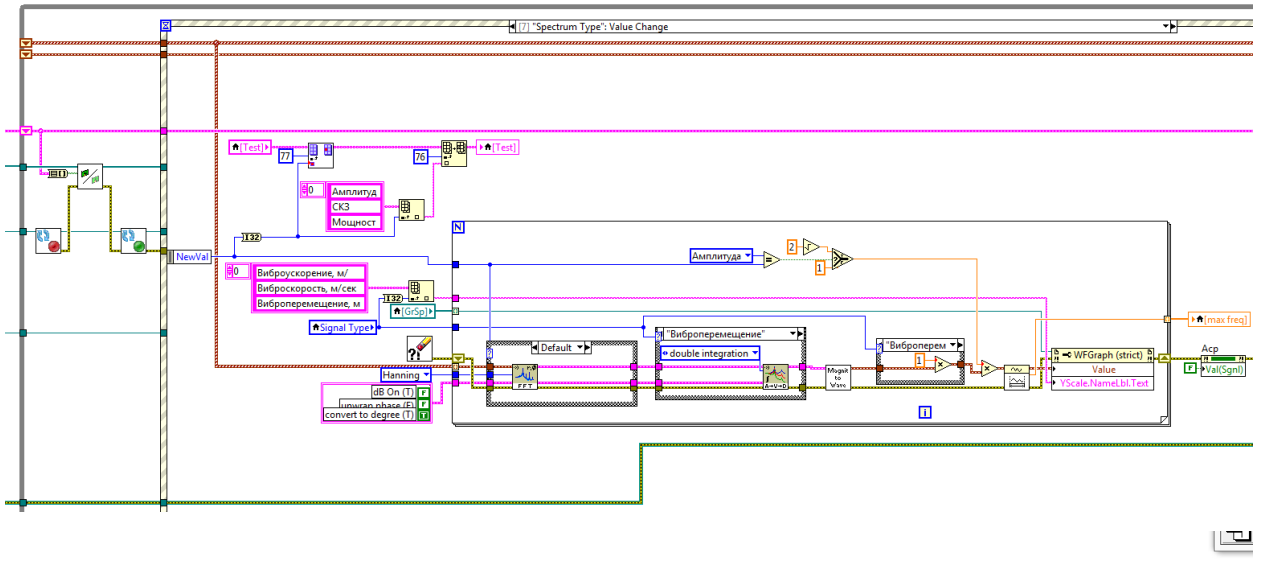 [7] "Spectrum Type": Value Change
[Test]
77
76
[Test]
0
Амплитуд
СКЗ
Мощност
I32
NewVal
N
Амплитуда
2
1
0
Виброускорение, м/
Виброскорость, м/сек
Виброперемещение, м
I32
[GrSp]
Signal Type
[max freq]
"Виброперемещение"
Default
double integration
"Виброперем
1
WFGraph (strict)
Value
YScale.NameLbl.Text
Acp
Val(Sgnl)
F
Hanning
FFT
A→V→D
Magnit
to
Wave
dB On (T)
F
unwrap phase (F)
F
convert to degree (T)
T
i